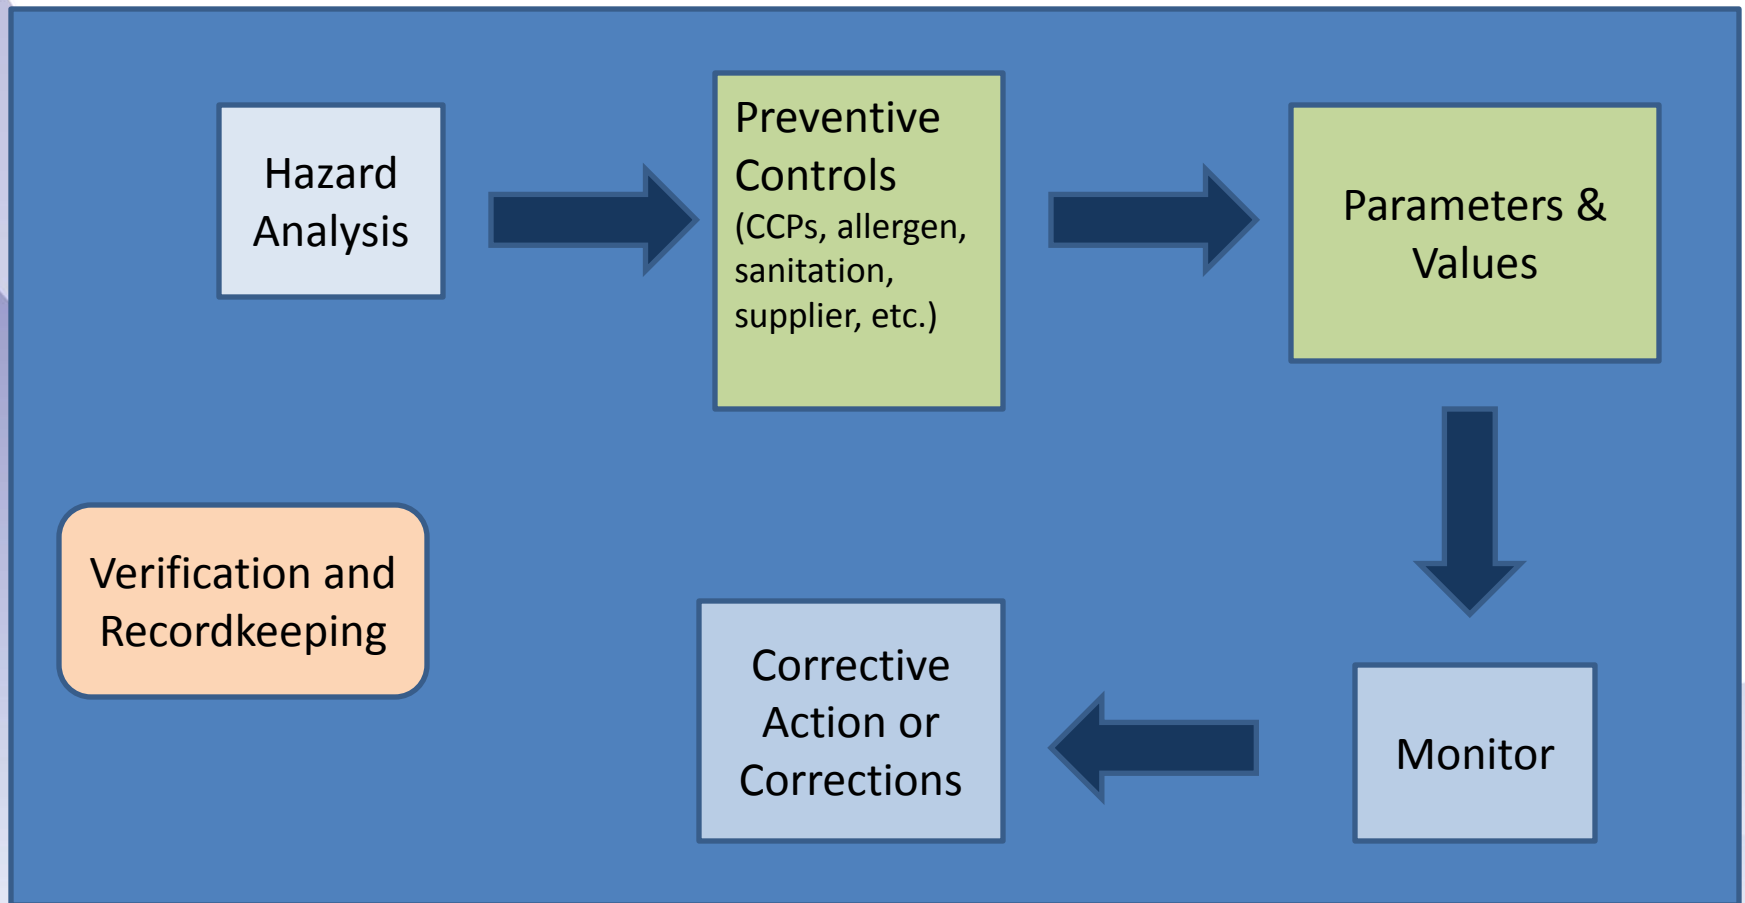 Hazard
Analysis
Preventive
Controls
(CCPs, allergen,
sanitation,
supplier, etc.)
Parameters &
Values
Verification and
Recordkeeping
Corrective
Action or
Corrections
Monitor